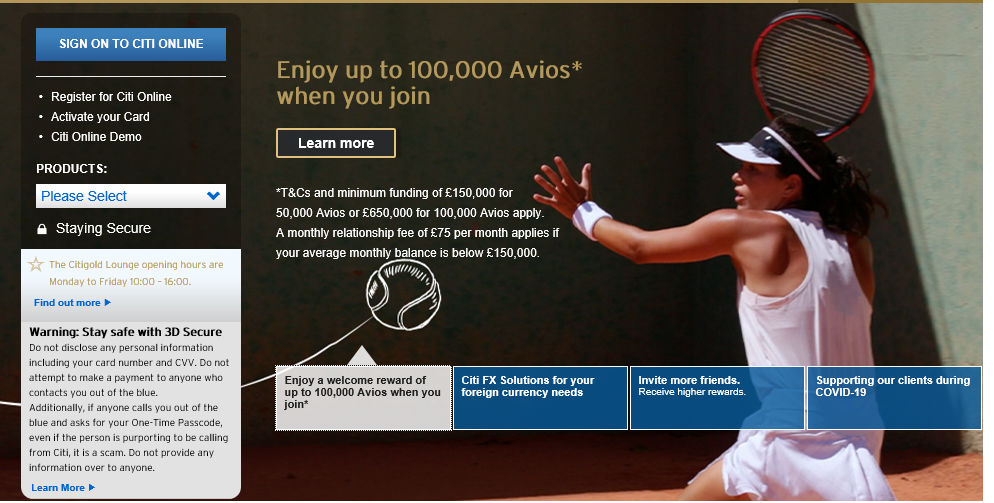 SIGN ON TO CITI ONLINE
• Register for Citi Online
• Activate your Card
• Citi Online Demo
PRODUCTS:
Please Select
Staying Secure
The Citigold Lounge opening hours are
Monday to Friday 10:00 - 16:00.
Find out more
Warning: Stay safe with 3D Secure
Do not disclose any personal information
including your card number and CVV. Do not
attempt to make a payment to anyone who
contacts you out of the blue.
Additionally, if anyone calls you out of the
blue and asks for your One-Time Passcode,
even if the person is purporting to be calling
from Citi, it is a scam. Do not provide any
information over to anyone.
Learn More
Enjoy up to 100,000 Avios*
when you join
Learn more
*T&Cs and minimum funding of £150,000 for
50,000 Avios or £650,000 for 100,000 Avios apply.
A monthly relationship fee of £75 per month applies if
your average monthly balance is below £150,000.
Enjoy a welcome reward of
up to 100,000 Avios when you
join*
Citi FX Solutions for your
foreign currency needs
Invite more friends.
Receive higher rewards.
Supporting our clients during
COVID-19